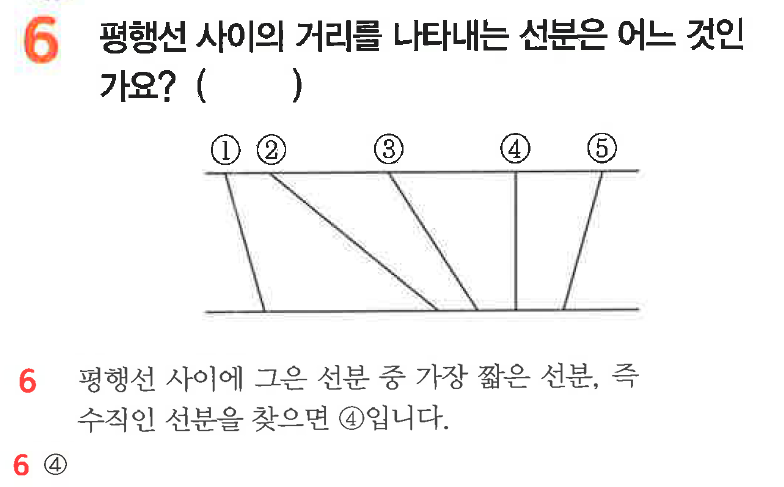 6 평행선 사이의 거리를 나타내는 선분은 어느 것인
가요? (        )
① ② ③ ④ ⑤
6 평행선 사이에 그은 선분 중 가장 짧은 선분, 즉
수직인 선분을 찾으면 ④입니다.
6 ④